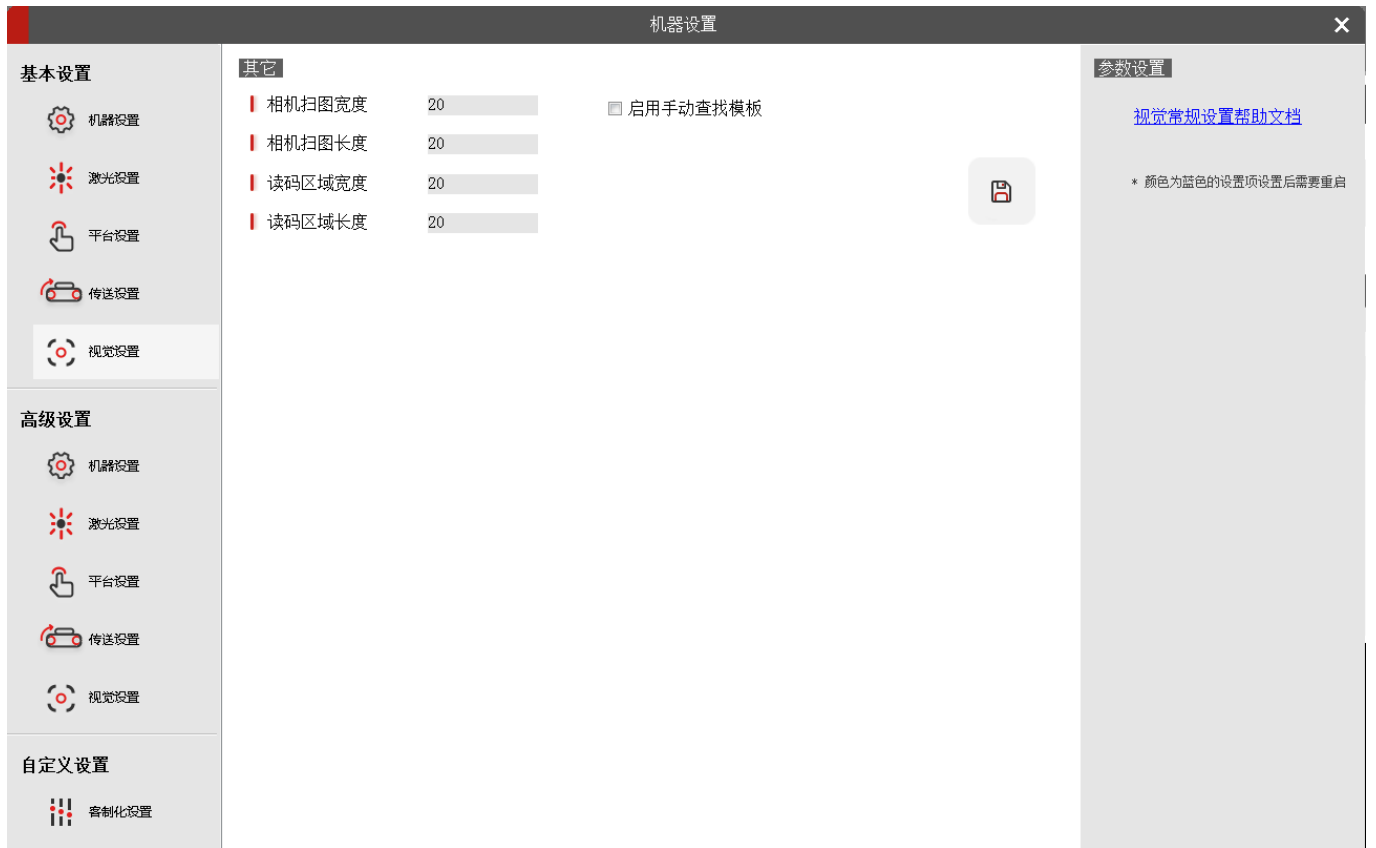 机器设置
基本设置
机器设置
激光设置
平台设置
传送设置
视觉设置
高级设置
机器设置
激光设置
平台设置
传送设置
视觉设置
自定义设置
客制化设置
其它
相机扫图宽度 20
相机扫图长度 20
读码区域宽度 20
读码区域长度 20
启用手动查找模板
参数设置
视觉常规设置帮助文档
* 颜色为蓝色的设置项设置后需要重启